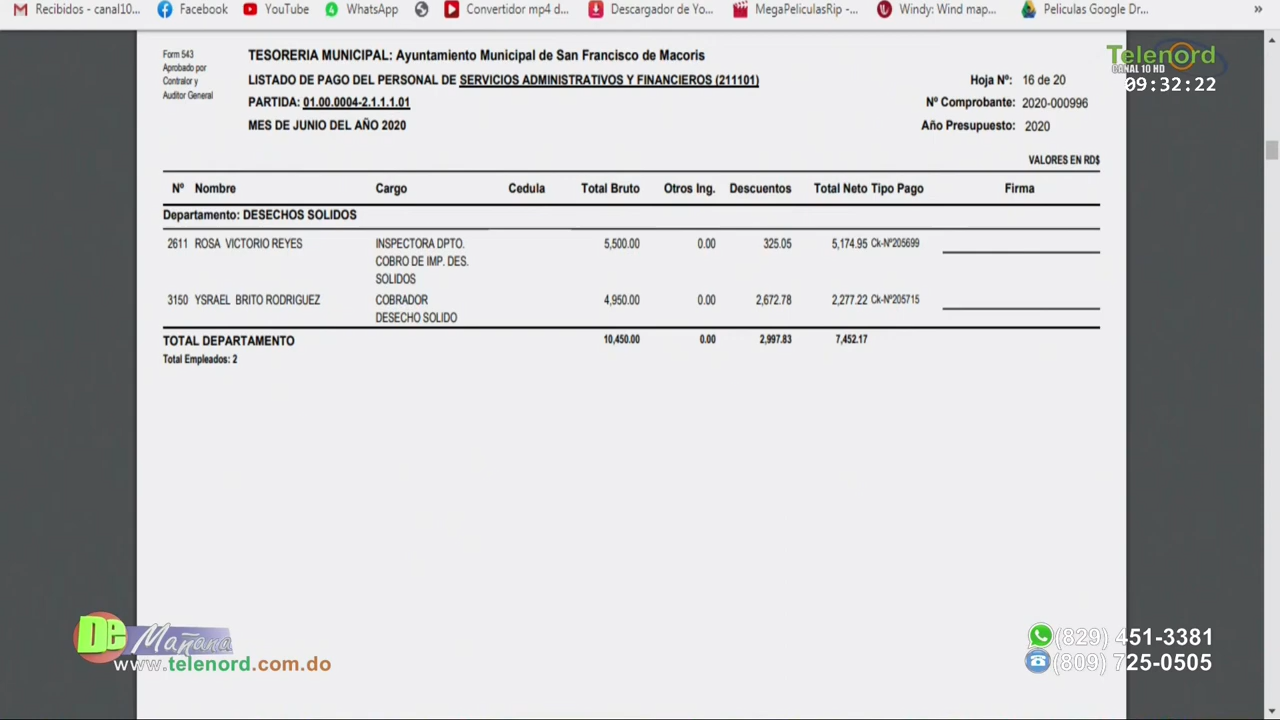 Recibidos - canal10...
Facebook
YouTube
WhatsApp
Convertidor mp4 d...
Descargador de Yo...
MegaPeliculasRip -...
Windy: Wind map...
Peliculas Google Dr...
»
Form 543
Aprobado por
Contralor y
Auditor General
TESORERIA MUNICIPAL: Ayuntamiento Municipal de San Francisco de Macoris
LISTADO DE PAGO DEL PERSONAL DE SERVICIOS ADMINISTRATIVOS Y FINANCIEROS (211101)
PARTIDA: 01.00.0004-2.1.1.1.01
MES DE JUNIO DEL AÑO 2020
Telenord
CANAL 10 HD
09:32:22
Hoja Nº: 16 de 20
Nº Comprobante: 2020-000996
Año Presupuesto: 2020
VALORES EN RD$
Nº Nombre Cargo Cedula Total Bruto Otros Ing. Descuentos Total Neto Tipo Pago Firma
Departamento: DESECHOS SOLIDOS
2611 ROSA VICTORIO REYES INSPECTORA DPTO. 5,500.00 0.00 325.05 5,174.95 Ck-Nº205699
COBRO DE IMP. DES.
SOLIDOS
3150 YSRAEL BRITO RODRIGUEZ COBRADOR 4,950.00 0.00 2,672.78 2,277.22 Ck-Nº205715
DESECHO SOLIDO
TOTAL DEPARTAMENTO 10,450.00 0.00 2,997.83 7,452.17
Total Empleados: 2
De Mañana
www.telenord.com.do
(829) 451-3381
(809) 725-0505